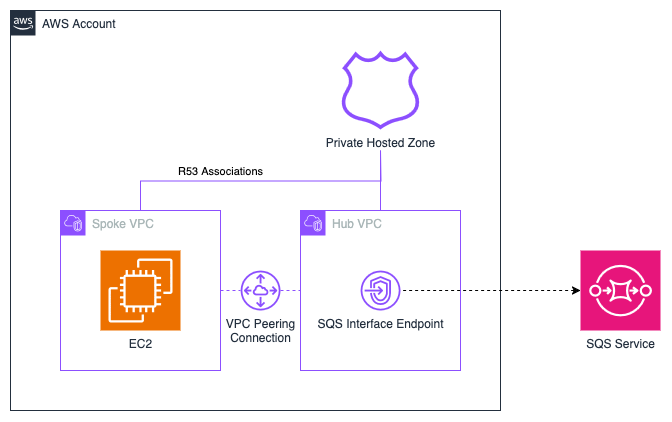 aws
AWS Account
Private Hosted Zone
R53 Associations
Spoke VPC
Hub VPC
EC2
VPC Peering
Connection
SQS Interface Endpoint
SQS Service